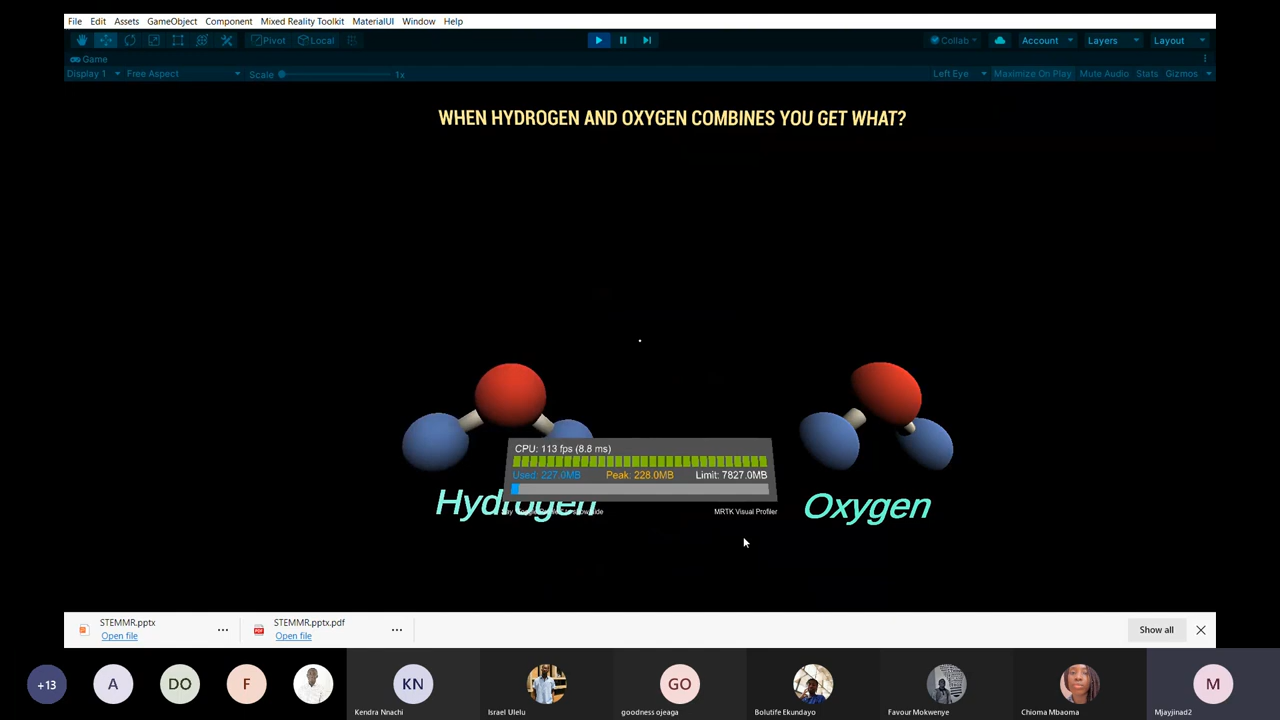 File Edit Assets GameObject Component Mixed Reality Toolkit MaterialUI Window Help
Pivot Local Collab Account Layers Layout
Game
Display 1 Free Aspect Scale 1x Left Eye Maximize On Play Mute Audio Stats Gizmos
WHEN HYDROGEN AND OXYGEN COMBINES YOU GET WHAT?
CPU: 113 fps (8.8 ms)
Used: 227.0MB Peak: 228.0MB Limit: 7827.0MB
Hydrogen Oxygen
MRTK Visual Profiler
STEMMR.pptx
Open file
STEMMR.pptx.pdf
Open file
Show all
+13 A DO F KN GO M
Kendra Nnachi Israel Ulelu goodness ojeaga Bolutife Ekundayo Favour Mokwenye Chioma Mbaoma Mjayjinad2